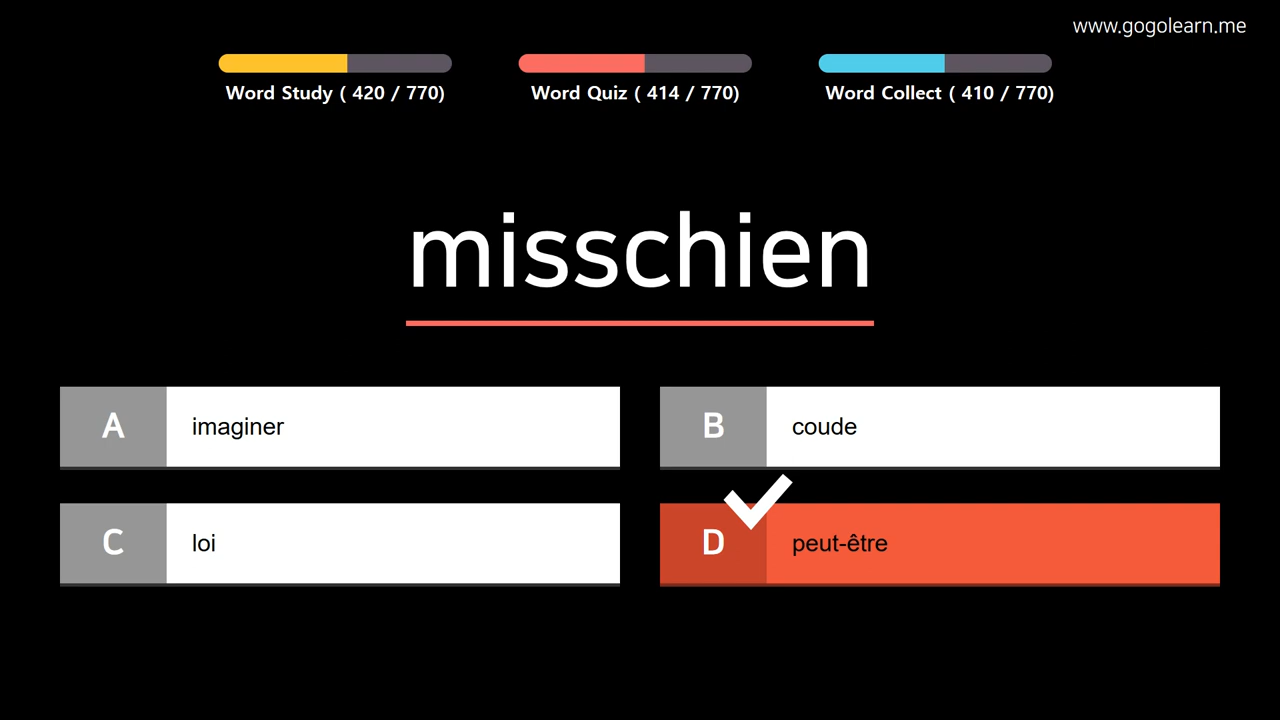 www.gogolearn.me
Word Study ( 420 / 770)
Word Quiz ( 414 / 770)
Word Collect ( 410 / 770)
misschien
A imaginer
B coude
C loi
D peut-être